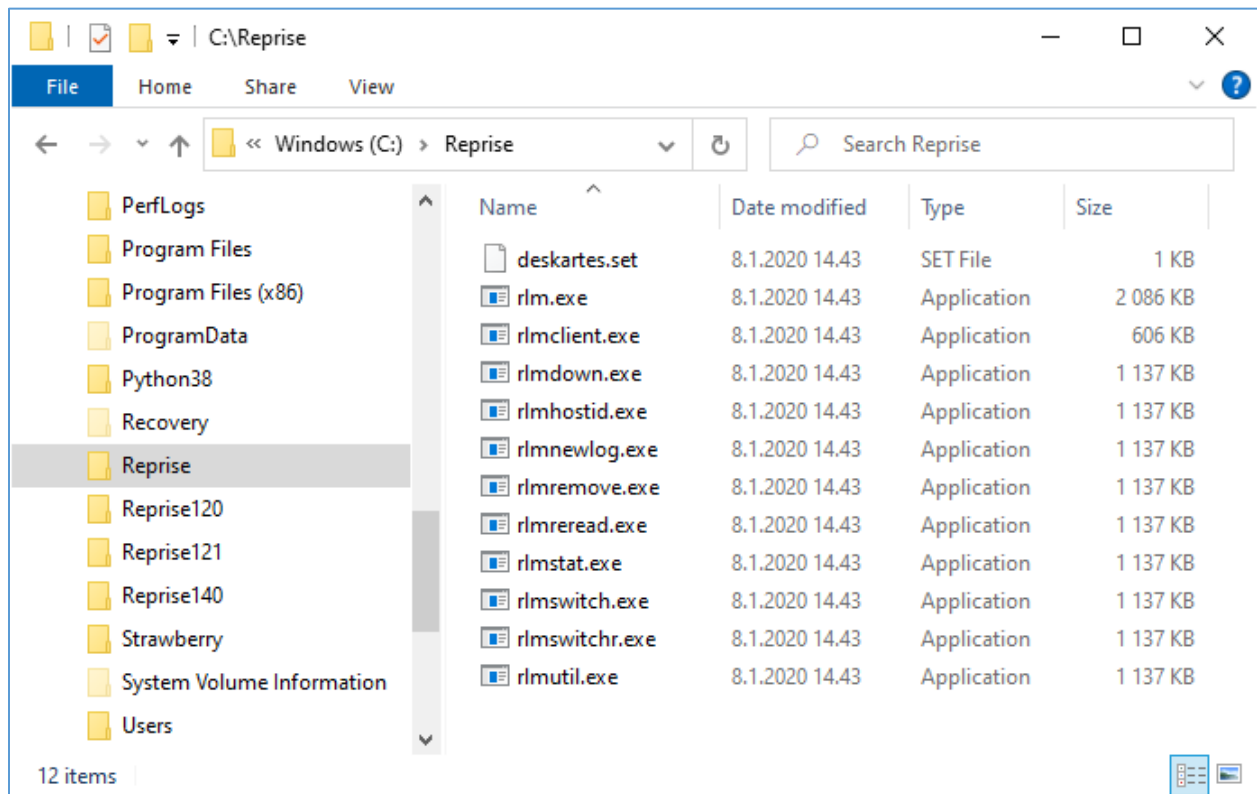 C:\Reprise
File Home Share View
« Windows (C:) › Reprise
Search Reprise
PerfLogs
Program Files
Program Files (x86)
ProgramData
Python38
Recovery
Reprise
Reprise120
Reprise121
Reprise140
Strawberry
System Volume Information
Users
Name Date modified Type Size
deskartes.set 8.1.2020 14.43 SET File 1 KB
rlm.exe 8.1.2020 14.43 Application 2 086 KB
rlmclient.exe 8.1.2020 14.43 Application 606 KB
rlmdown.exe 8.1.2020 14.43 Application 1 137 KB
rlmhostid.exe 8.1.2020 14.43 Application 1 137 KB
rlmnewlog.exe 8.1.2020 14.43 Application 1 137 KB
rlmremove.exe 8.1.2020 14.43 Application 1 137 KB
rlmreread.exe 8.1.2020 14.43 Application 1 137 KB
rlmstat.exe 8.1.2020 14.43 Application 1 137 KB
rlmswitch.exe 8.1.2020 14.43 Application 1 137 KB
rlmswitchr.exe 8.1.2020 14.43 Application 1 137 KB
rlmutil.exe 8.1.2020 14.43 Application 1 137 KB
12 items